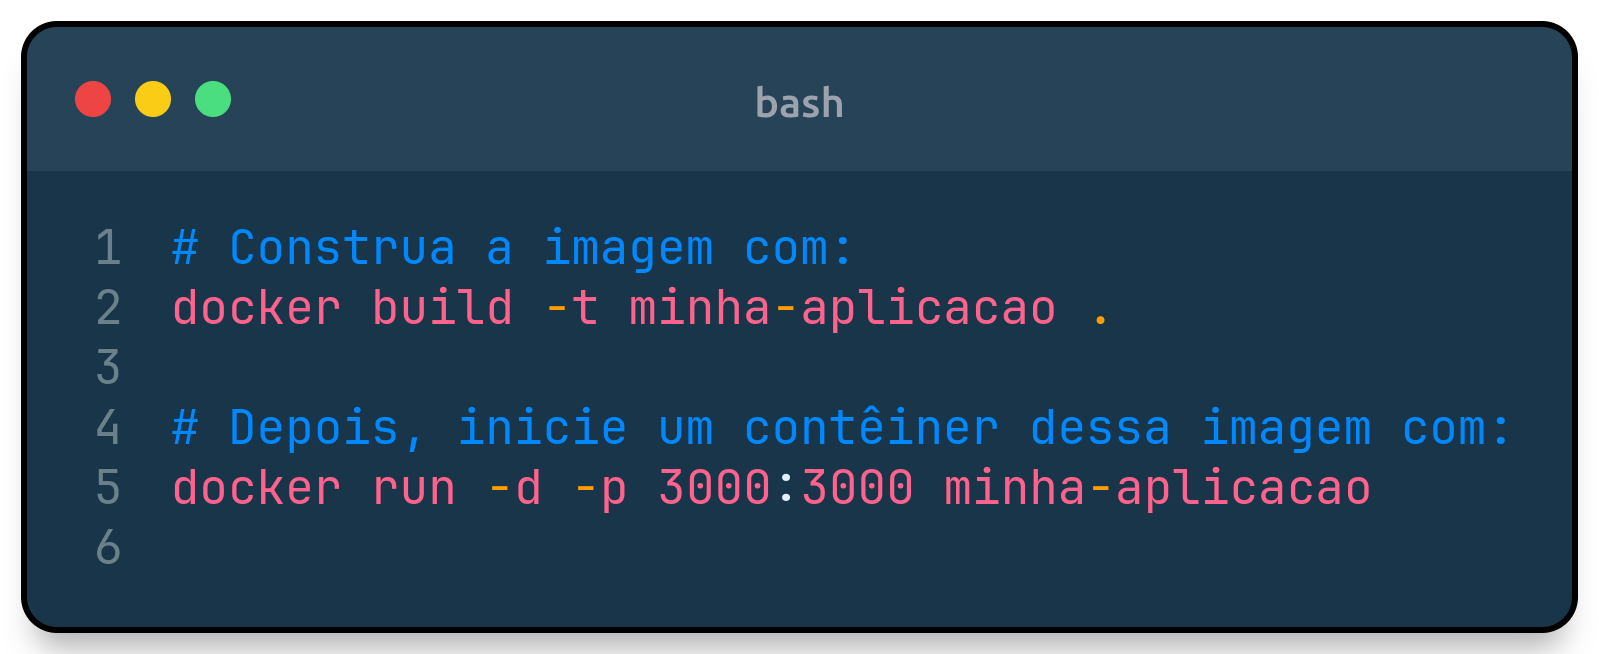 bash
1 # Construa a imagem com:
2 docker build -t minha-aplicacao .
3
4 # Depois, inicie um contêiner dessa imagem com:
5 docker run -d -p 3000:3000 minha-aplicacao
6